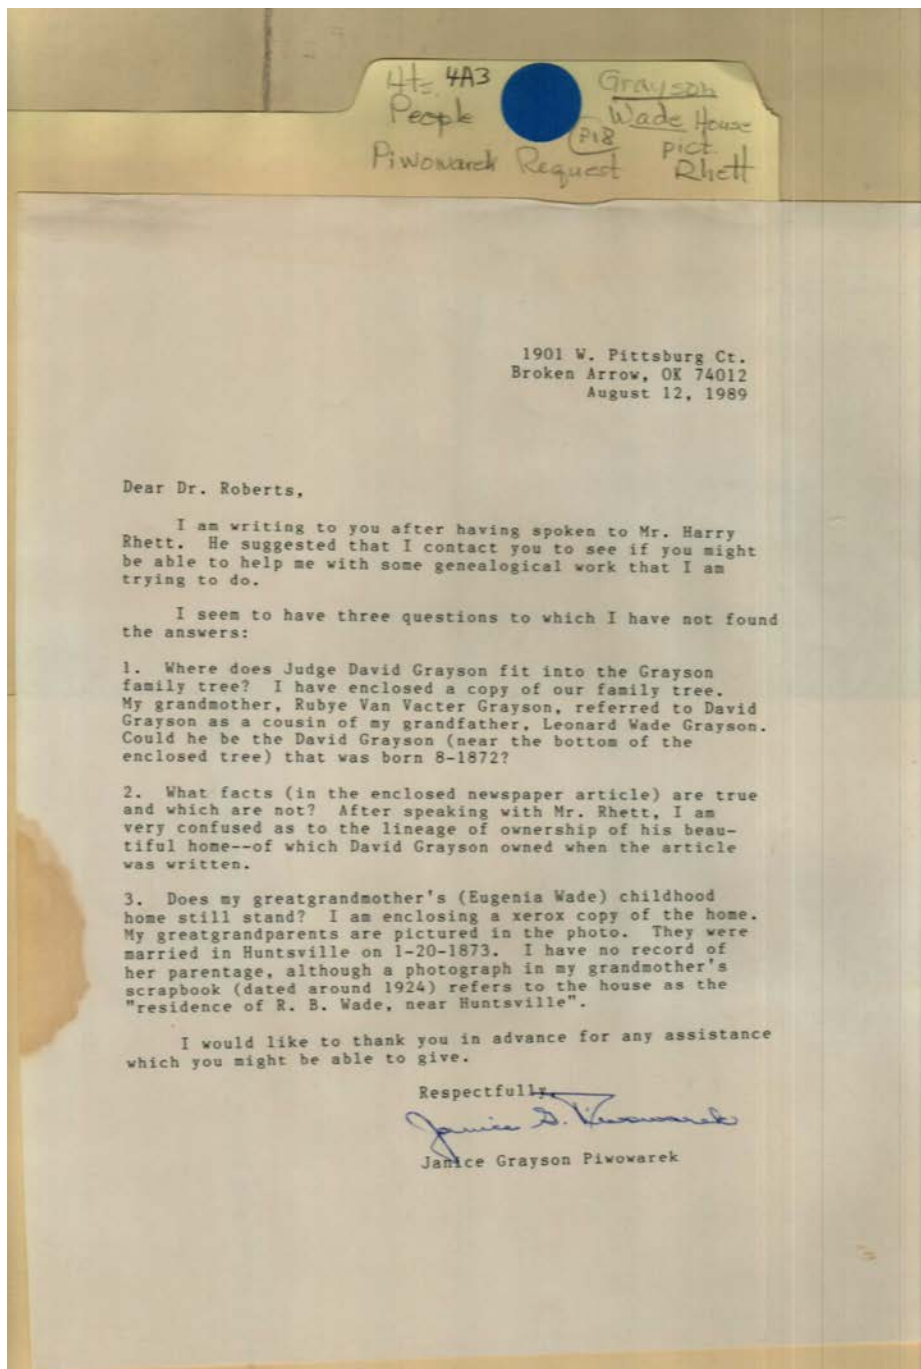 Hts 4A3 Grayson
People Wade House
P18 pict.
Piwowarek Request Rhett
1901 W. Pittsburg Ct.
Broken Arrow, OK 74012
August 12, 1989
Dear Dr. Roberts,
I am writing to you after having spoken to Mr. Harry
Rhett. He suggested that I contact you to see if you might
be able to help me with some genealogical work that I am
trying to do.
I seem to have three questions to which I have not found
the answers:
1. Where does Judge David Grayson fit into the Grayson
family tree? I have enclosed a copy of our family tree.
My grandmother, Rubye Van Vacter Grayson, referred to David
Grayson as a cousin of my grandfather, Leonard Wade Grayson.
Could he be the David Grayson (near the bottom of the
enclosed tree) that was born 8-1872?
2. What facts (in the enclosed newspaper article) are true
and which are not? After speaking with Mr. Rhett, I am
very confused as to the lineage of ownership of his beau-
tiful home--of which David Grayson owned when the article
was written.
3. Does my greatgrandmother's (Eugenia Wade) childhood
home still stand? I am enclosing a xerox copy of the home.
My greatgrandparents are pictured in the photo. They were
married in Huntsville on 1-20-1873. I have no record of
her parentage, although a photograph in my grandmother's
scrapbook (dated around 1924) refers to the house as the
"residence of R. B. Wade, near Huntsville".
I would like to thank you in advance for any assistance
which you might be able to give.
Respectfully,
Janice G. Piwowarek
Janice Grayson Piwowarek